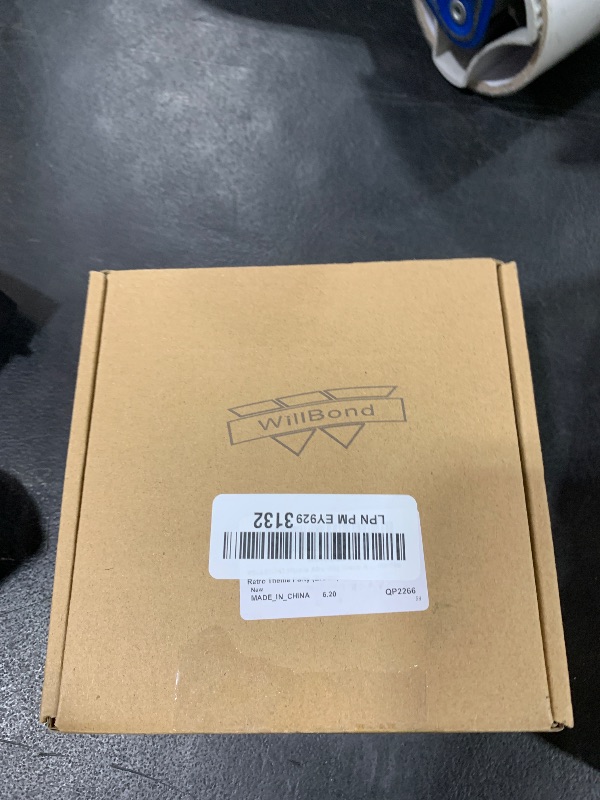 WillBond
LPN PM EY929 3132
Retro Theme Party
New
MADE_IN_CHINA 6.20 QP2266
H